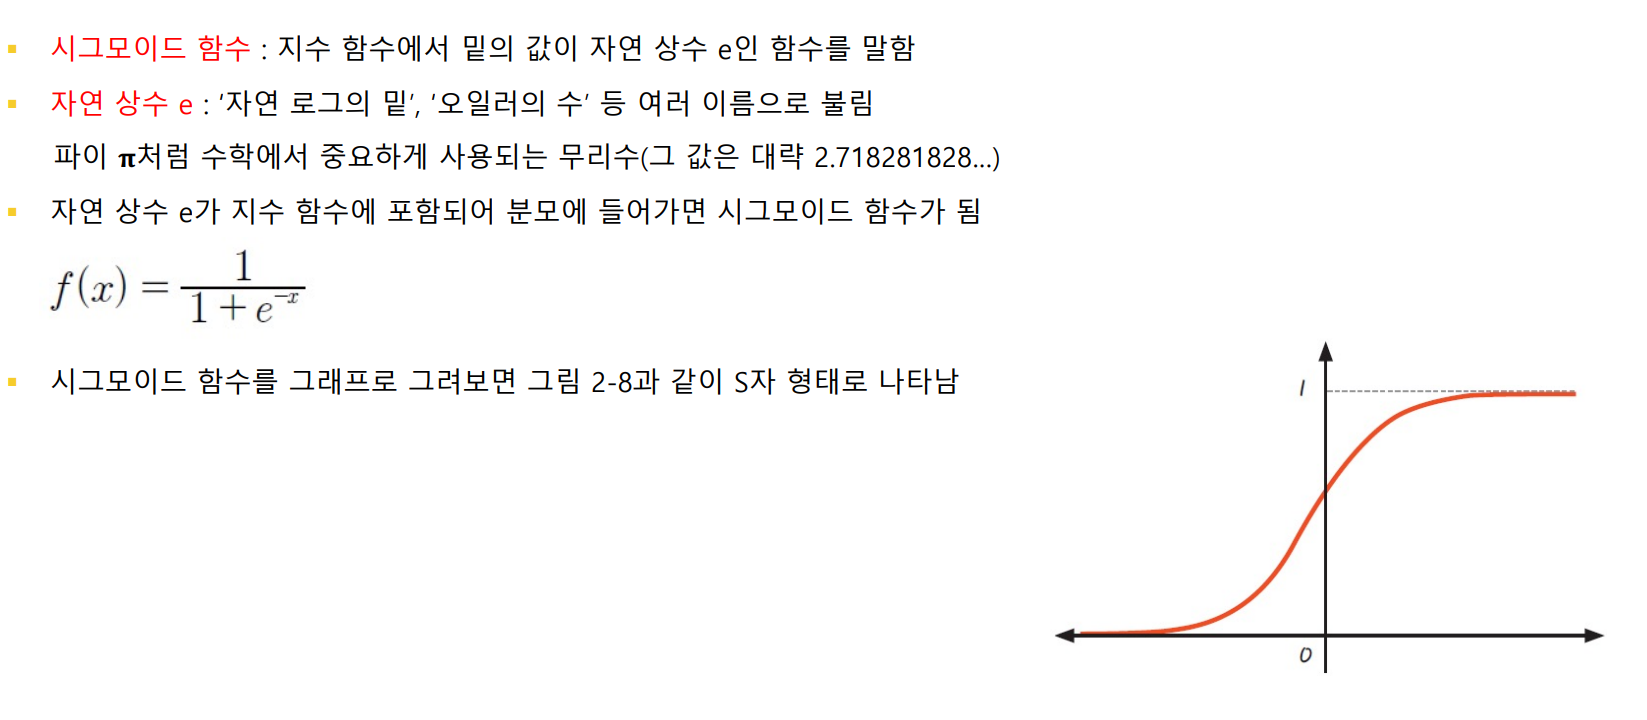 시그모이드 함수 : 지수 함수에서 밑의 값이 자연 상수 e인 함수를 말함
자연 상수 e : '자연 로그의 밑', '오일러의 수' 등 여러 이름으로 불림
파이 π처럼 수학에서 중요하게 사용되는 무리수(그 값은 대략 2.718281828...)
자연 상수 e가 지수 함수에 포함되어 분모에 들어가면 시그모이드 함수가 됨
f(x) = 1 / (1 + e^-x)
시그모이드 함수를 그래프로 그려보면 그림 2-8과 같이 S자 형태로 나타남
1
0